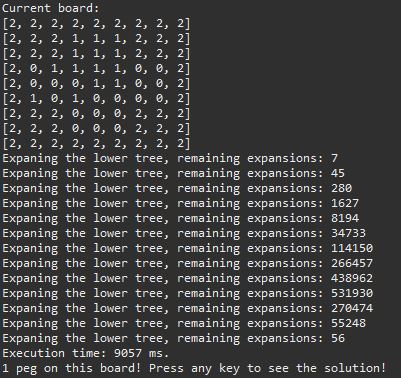 Current board:
[2, 2, 2, 2, 2, 2, 2, 2, 2]
[2, 2, 2, 1, 1, 1, 2, 2, 2]
[2, 2, 2, 1, 1, 1, 2, 2, 2]
[2, 0, 1, 1, 1, 1, 0, 0, 2]
[2, 0, 0, 0, 1, 1, 0, 0, 2]
[2, 1, 0, 1, 0, 0, 0, 0, 2]
[2, 2, 2, 0, 0, 0, 2, 2, 2]
[2, 2, 2, 0, 0, 0, 2, 2, 2]
[2, 2, 2, 2, 2, 2, 2, 2, 2]
Expaning the lower tree, remaining expansions: 7
Expaning the lower tree, remaining expansions: 45
Expaning the lower tree, remaining expansions: 280
Expaning the lower tree, remaining expansions: 1627
Expaning the lower tree, remaining expansions: 8194
Expaning the lower tree, remaining expansions: 34733
Expaning the lower tree, remaining expansions: 114150
Expaning the lower tree, remaining expansions: 266457
Expaning the lower tree, remaining expansions: 438962
Expaning the lower tree, remaining expansions: 531930
Expaning the lower tree, remaining expansions: 270474
Expaning the lower tree, remaining expansions: 55248
Expaning the lower tree, remaining expansions: 56
Execution time: 9057 ms.
1 peg on this board! Press any key to see the solution!